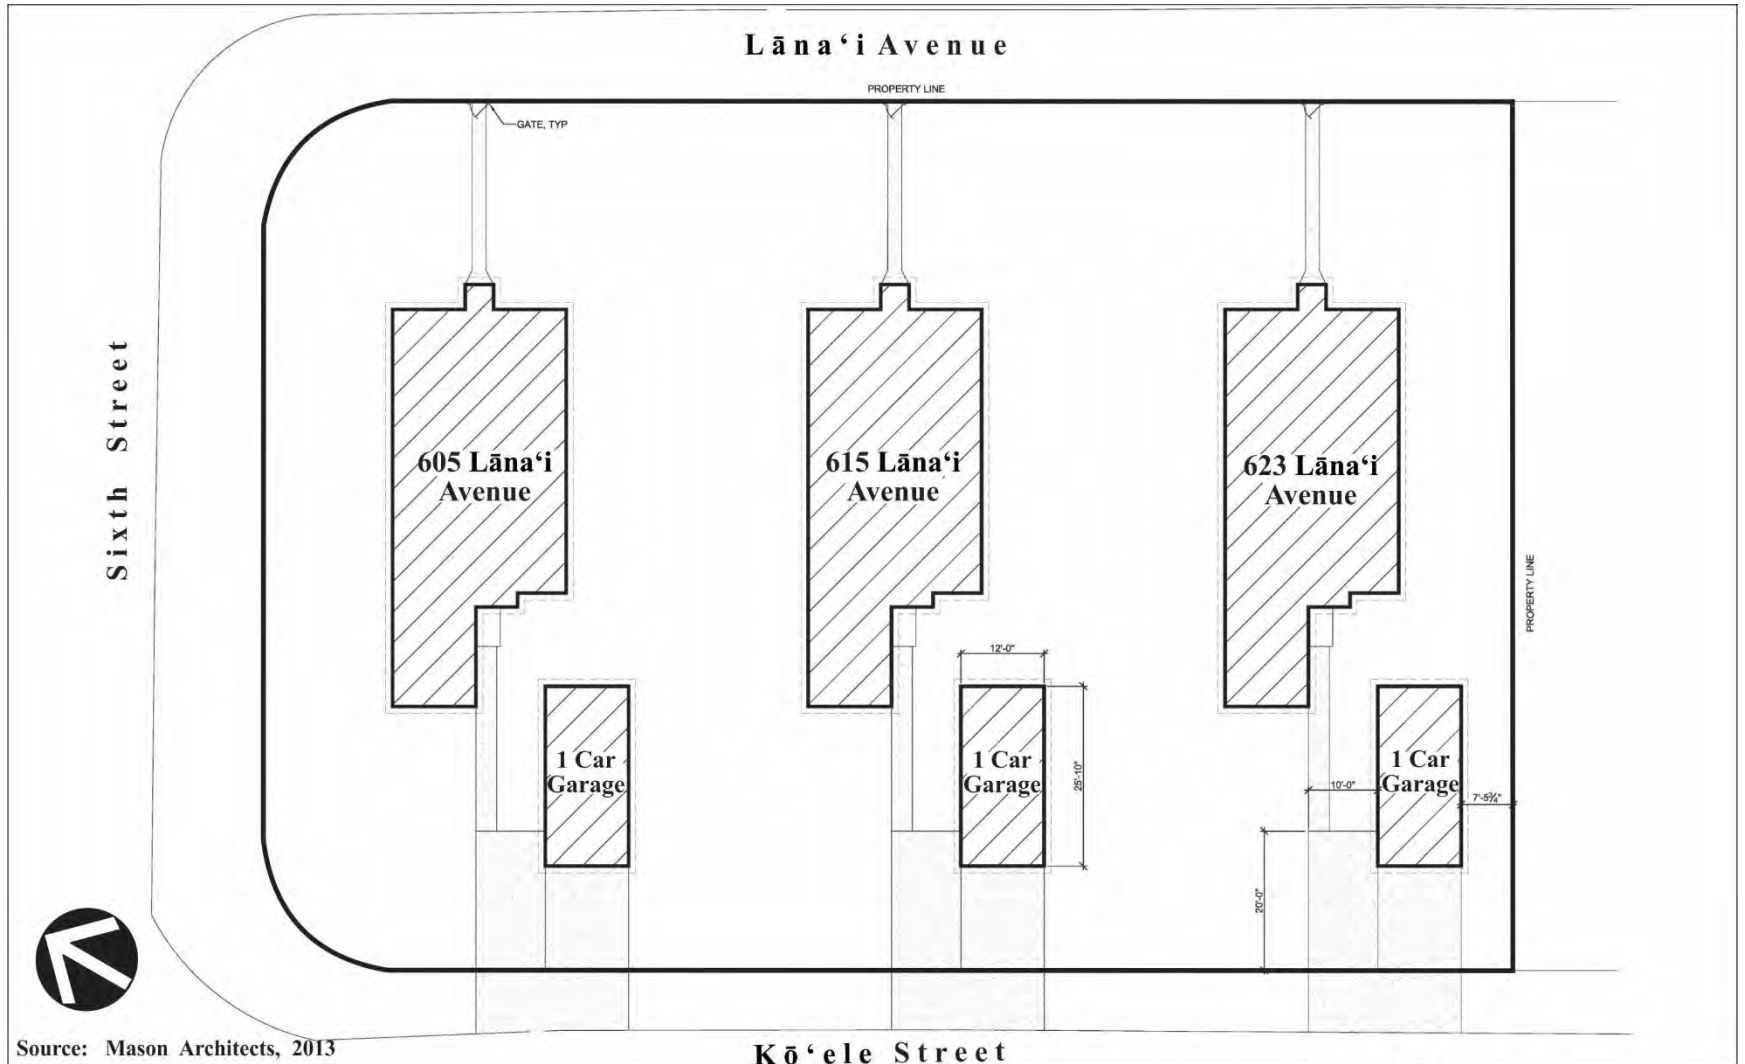 Lāna‘i Avenue
PROPERTY LINE
GATE, TYP
Sixth Street
605 Lāna‘i
Avenue
615 Lāna‘i
Avenue
623 Lāna‘i
Avenue
PROPERTY LINE
12'-0"
25'-10"
1 Car
Garage
1 Car
Garage
1 Car
Garage
10'-0"
7'-5¾"
20'-0"
Source: Mason Architects, 2013
Kō‘ele Street